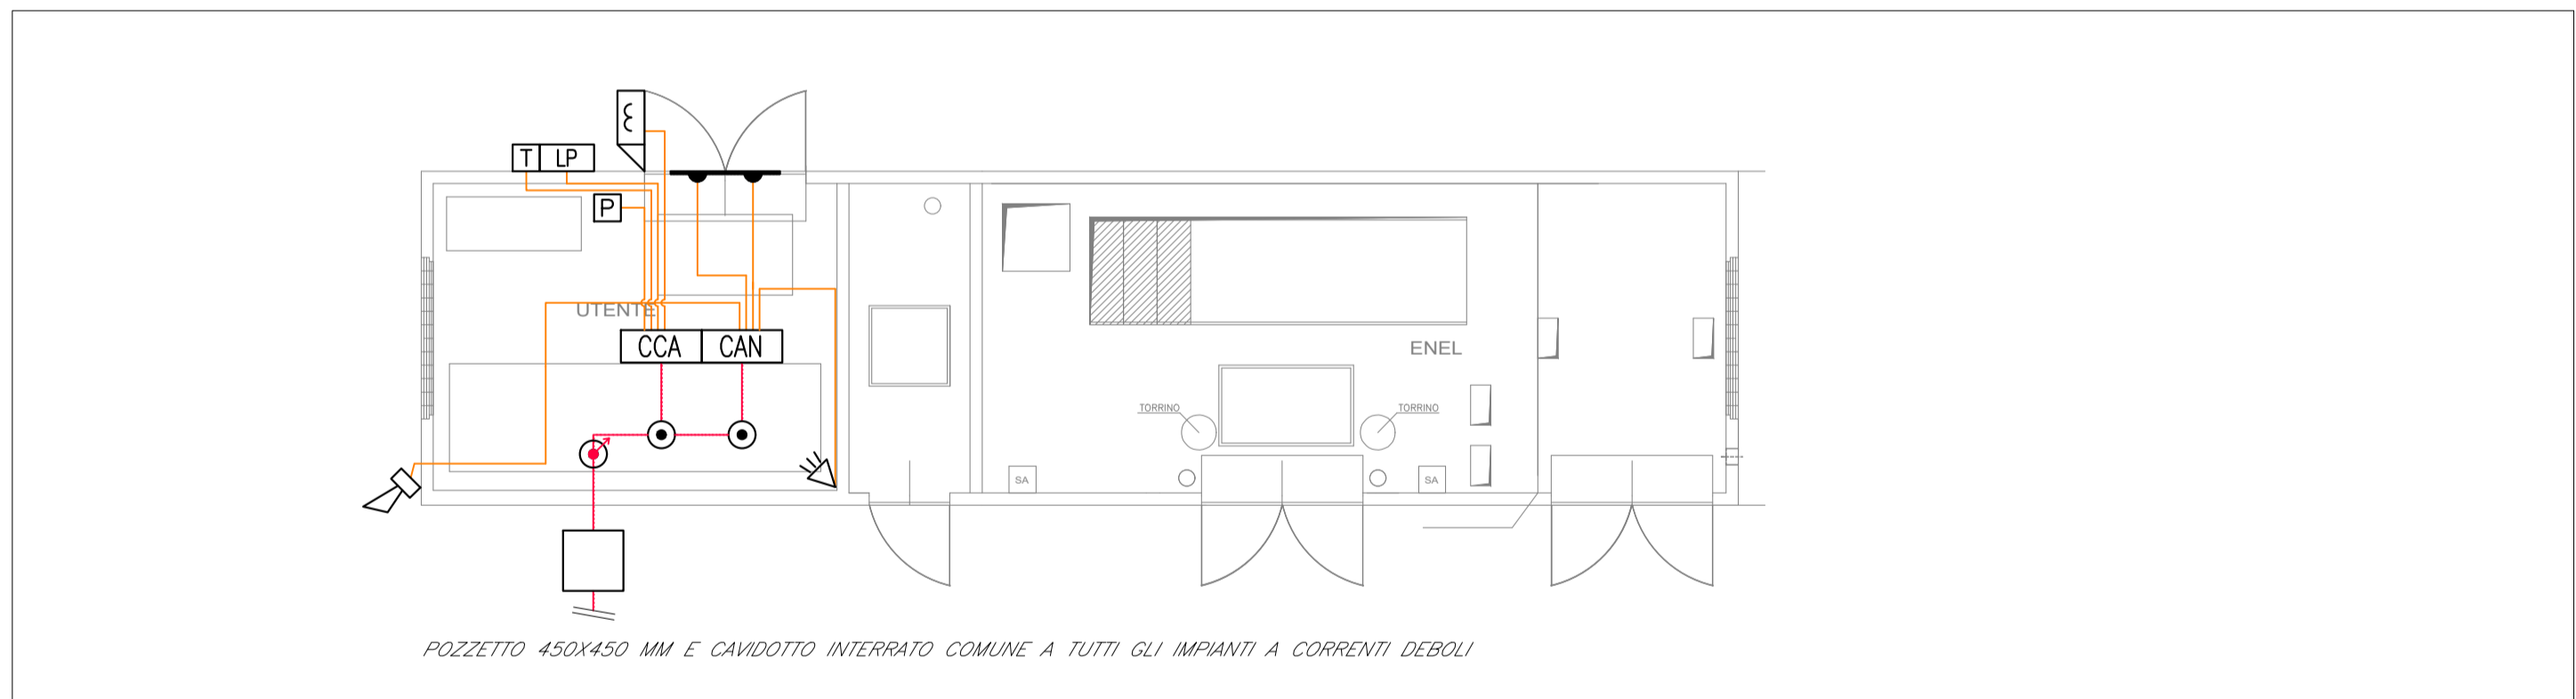 T LP
P
UTENTE
CCA CAN
ENEL
TORRINO TORRINO
SA SA
POZZETTO 450X450 MM E CAVIDOTTO INTERRATO COMUNE A TUTTI GLI IMPIANTI A CORRENTI DEBOLI